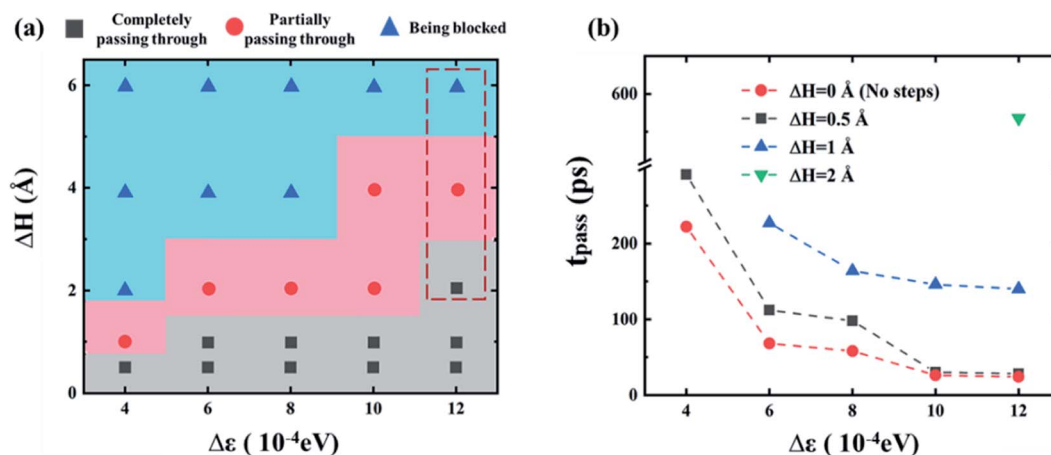 (a)
Completely
passing through
Partially
passing through
Being blocked
ΔH (Å)
6
4
2
0
4
6
8
10
12
Δε ( 10⁻⁴eV)
(b)
tpass (ps)
600
200
100
0
ΔH=0 Å (No steps)
ΔH=0.5 Å
ΔH=1 Å
ΔH=2 Å
4
6
8
10
12
Δε ( 10⁻⁴eV)